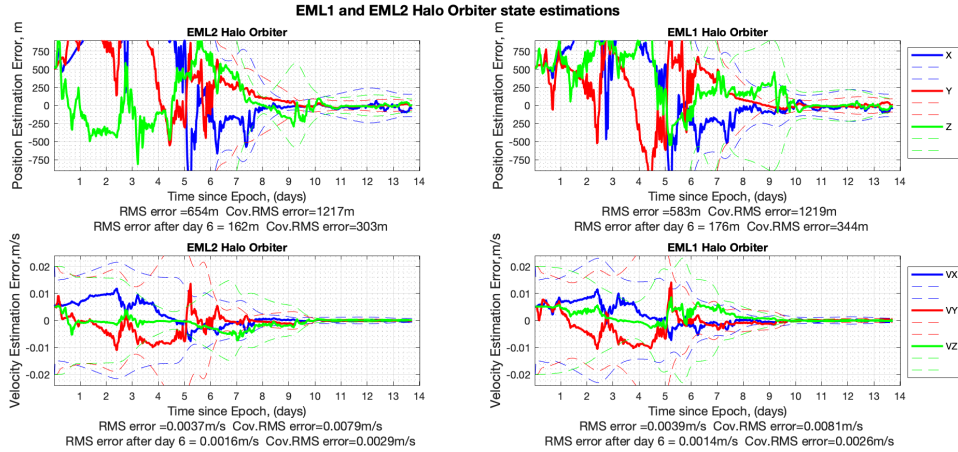 EML1 and EML2 Halo Orbiter state estimations
EML2 Halo Orbiter
Position Estimation Error, m
750
500
250
0
-250
-500
-750
1 2 3 4 5 6 7 8 9 10 11 12 13 14
Time since Epoch, (days)
RMS error =654m Cov.RMS error=1217m
RMS error after day 6 = 162m Cov.RMS error=303m
EML1 Halo Orbiter
Position Estimation Error, m
750
500
250
0
-250
-500
-750
1 2 3 4 5 6 7 8 9 10 11 12 13 14
Time since Epoch, (days)
RMS error =583m Cov.RMS error=1219m
RMS error after day 6 = 176m Cov.RMS error=344m
X
Y
Z
EML2 Halo Orbiter
Velocity Estimation Error,m/s
0.02
0.01
0
-0.01
-0.02
1 2 3 4 5 6 7 8 9 10 11 12 13 14
Time since Epoch, (days)
RMS error =0.0037m/s Cov.RMS error=0.0079m/s
RMS error after day 6 = 0.0016m/s Cov.RMS error=0.0029m/s
EML1 Halo Orbiter
Velocity Estimation Error,m/s
0.02
0.01
0
-0.01
-0.02
1 2 3 4 5 6 7 8 9 10 11 12 13 14
Time since Epoch, (days)
RMS error =0.0039m/s Cov.RMS error=0.0081m/s
RMS error after day 6 = 0.0014m/s Cov.RMS error=0.0026m/s
VX
VY
VZ